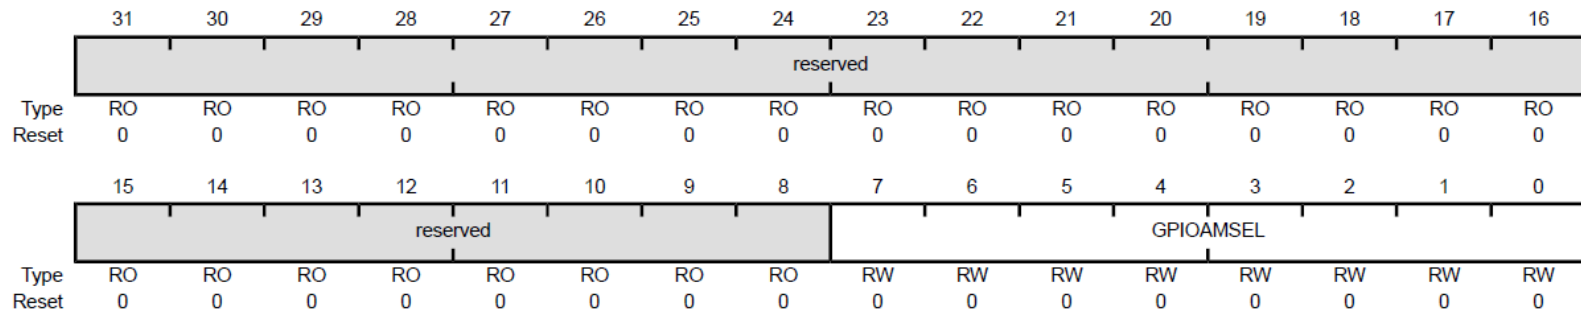 31 30 29 28 27 26 25 24 23 22 21 20 19 18 17 16
reserved
Type RO RO RO RO RO RO RO RO RO RO RO RO RO RO RO RO
Reset 0 0 0 0 0 0 0 0 0 0 0 0 0 0 0 0
15 14 13 12 11 10 9 8 7 6 5 4 3 2 1 0
reserved GPIOAMSEL
Type RO RO RO RO RO RO RO RO RW RW RW RW RW RW RW RW
Reset 0 0 0 0 0 0 0 0 0 0 0 0 0 0 0 0